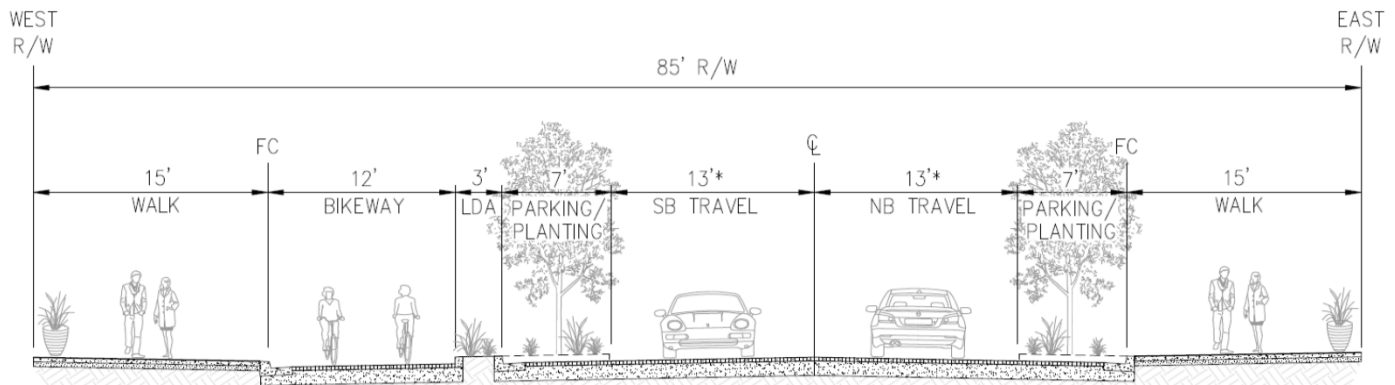 WEST
R/W
EAST
R/W
85' R/W
FC
℄
FC
15'
12'
3'
7'
13'*
13'*
7'
15'
WALK
BIKEWAY
LDA
PARKING/
PLANTING
SB TRAVEL
NB TRAVEL
PARKING/
PLANTING
WALK